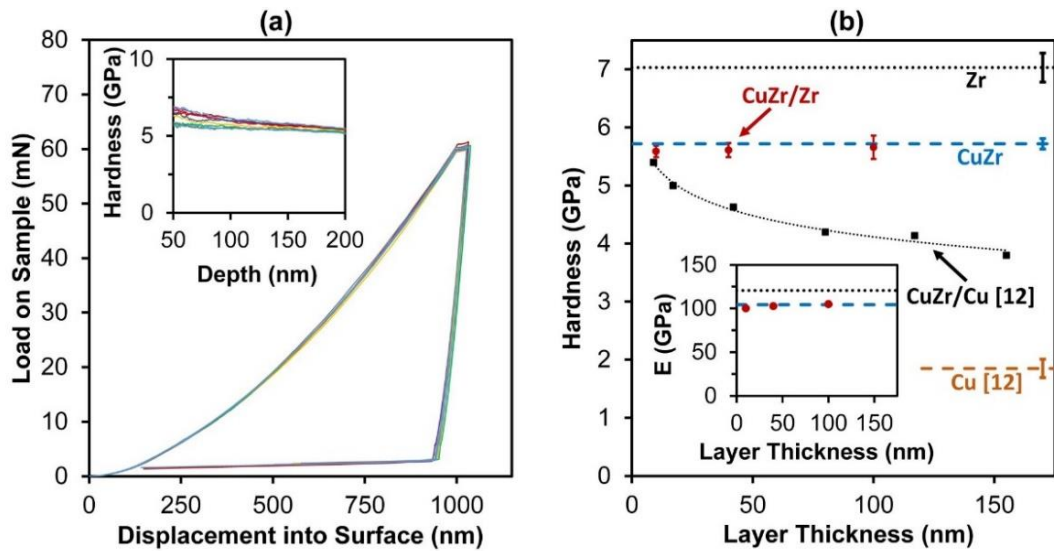 (a)
80
70
60
50
40
30
20
10
0
Load on Sample (mN)
0 250 500 750 1000
Displacement into Surface (nm)
10
5
0
Hardness (GPa)
50 100 150 200
Depth (nm)
(b)
7
6
5
4
3
2
1
0
Hardness (GPa)
0 50 100 150
Layer Thickness (nm)
Zr
CuZr/Zr
CuZr
CuZr/Cu [12]
Cu [12]
150
125
100
75
50
25
0
E (GPa)
0 50 100 150
Layer Thickness (nm)